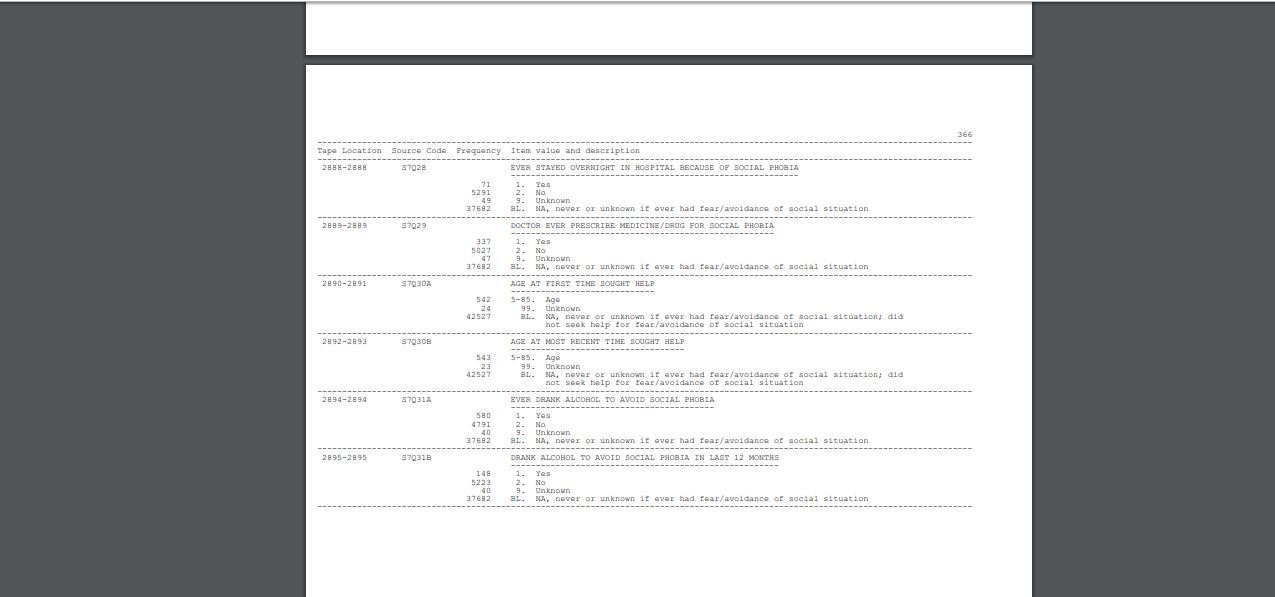 366
Tape Location Source Code Frequency Item value and description
2888-2888 S7Q28 EVER STAYED OVERNIGHT IN HOSPITAL BECAUSE OF SOCIAL PHOBIA
71 1. Yes
5291 2. No
49 9. Unknown
37682 BL. NA, never or unknown if ever had fear/avoidance of social situation
2889-2889 S7Q29 DOCTOR EVER PRESCRIBE MEDICINE/DRUG FOR SOCIAL PHOBIA
337 1. Yes
5027 2. No
47 9. Unknown
37682 BL. NA, never or unknown if ever had fear/avoidance of social situation
2890-2891 S7Q30A AGE AT FIRST TIME SOUGHT HELP
542 5-85. Age
24 99. Unknown
42527 BL. NA, never or unknown if ever had fear/avoidance of social situation; did
not seek help for fear/avoidance of social situation
2892-2893 S7Q30B AGE AT MOST RECENT TIME SOUGHT HELP
543 5-85. Age
23 99. Unknown
42527 BL. NA, never or unknown if ever had fear/avoidance of social situation; did
not seek help for fear/avoidance of social situation
2894-2894 S7Q31A EVER DRANK ALCOHOL TO AVOID SOCIAL PHOBIA
580 1. Yes
4791 2. No
40 9. Unknown
37682 BL. NA, never or unknown if ever had fear/avoidance of social situation
2895-2895 S7Q31B DRANK ALCOHOL TO AVOID SOCIAL PHOBIA IN LAST 12 MONTHS
148 1. Yes
5223 2. No
40 9. Unknown
37682 BL. NA, never or unknown if ever had fear/avoidance of social situation